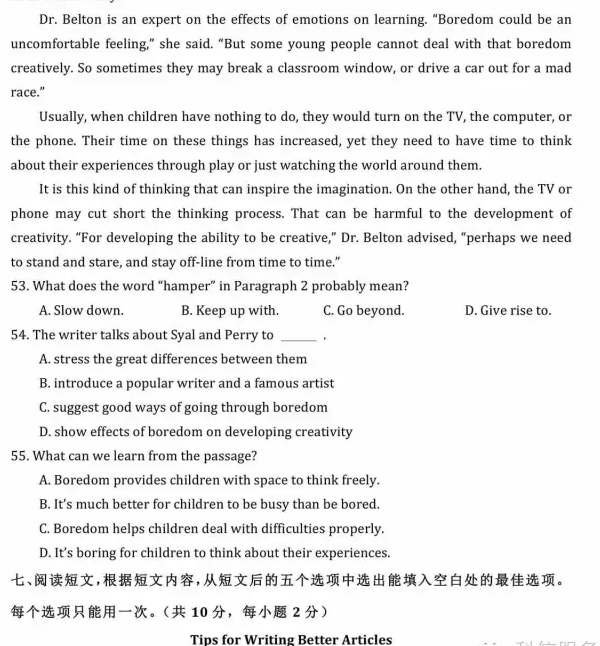 Dr. Belton is an expert on the effects of emotions on learning. “Boredom could be an
uncomfortable feeling,” she said. “But some young people cannot deal with that boredom
creatively. So sometimes they may break a classroom window, or drive a car out for a mad
race.”
Usually, when children have nothing to do, they would turn on the TV, the computer, or
the phone. Their time on these things has increased, yet they need to have time to think
about their experiences through play or just watching the world around them.
It is this kind of thinking that can inspire the imagination. On the other hand, the TV or
phone may cut short the thinking process. That can be harmful to the development of
creativity. “For developing the ability to be creative,” Dr. Belton advised, “perhaps we need
to stand and stare, and stay off-line from time to time.”
53. What does the word “hamper” in Paragraph 2 probably mean?
A. Slow down. B. Keep up with. C. Go beyond. D. Give rise to.
54. The writer talks about Syal and Perry to ______ .
A. stress the great differences between them
B. introduce a popular writer and a famous artist
C. suggest good ways of going through boredom
D. show effects of boredom on developing creativity
55. What can we learn from the passage?
A. Boredom provides children with space to think freely.
B. It's much better for children to be busy than be bored.
C. Boredom helps children deal with difficulties properly.
D. It's boring for children to think about their experiences.
七、阅读短文,根据短文内容,从短文后的五个选项中选出能填入空白处的最佳选项。
每个选项只能用一次。(共 10 分，每小题 2 分)
Tips for Writing Better Articles